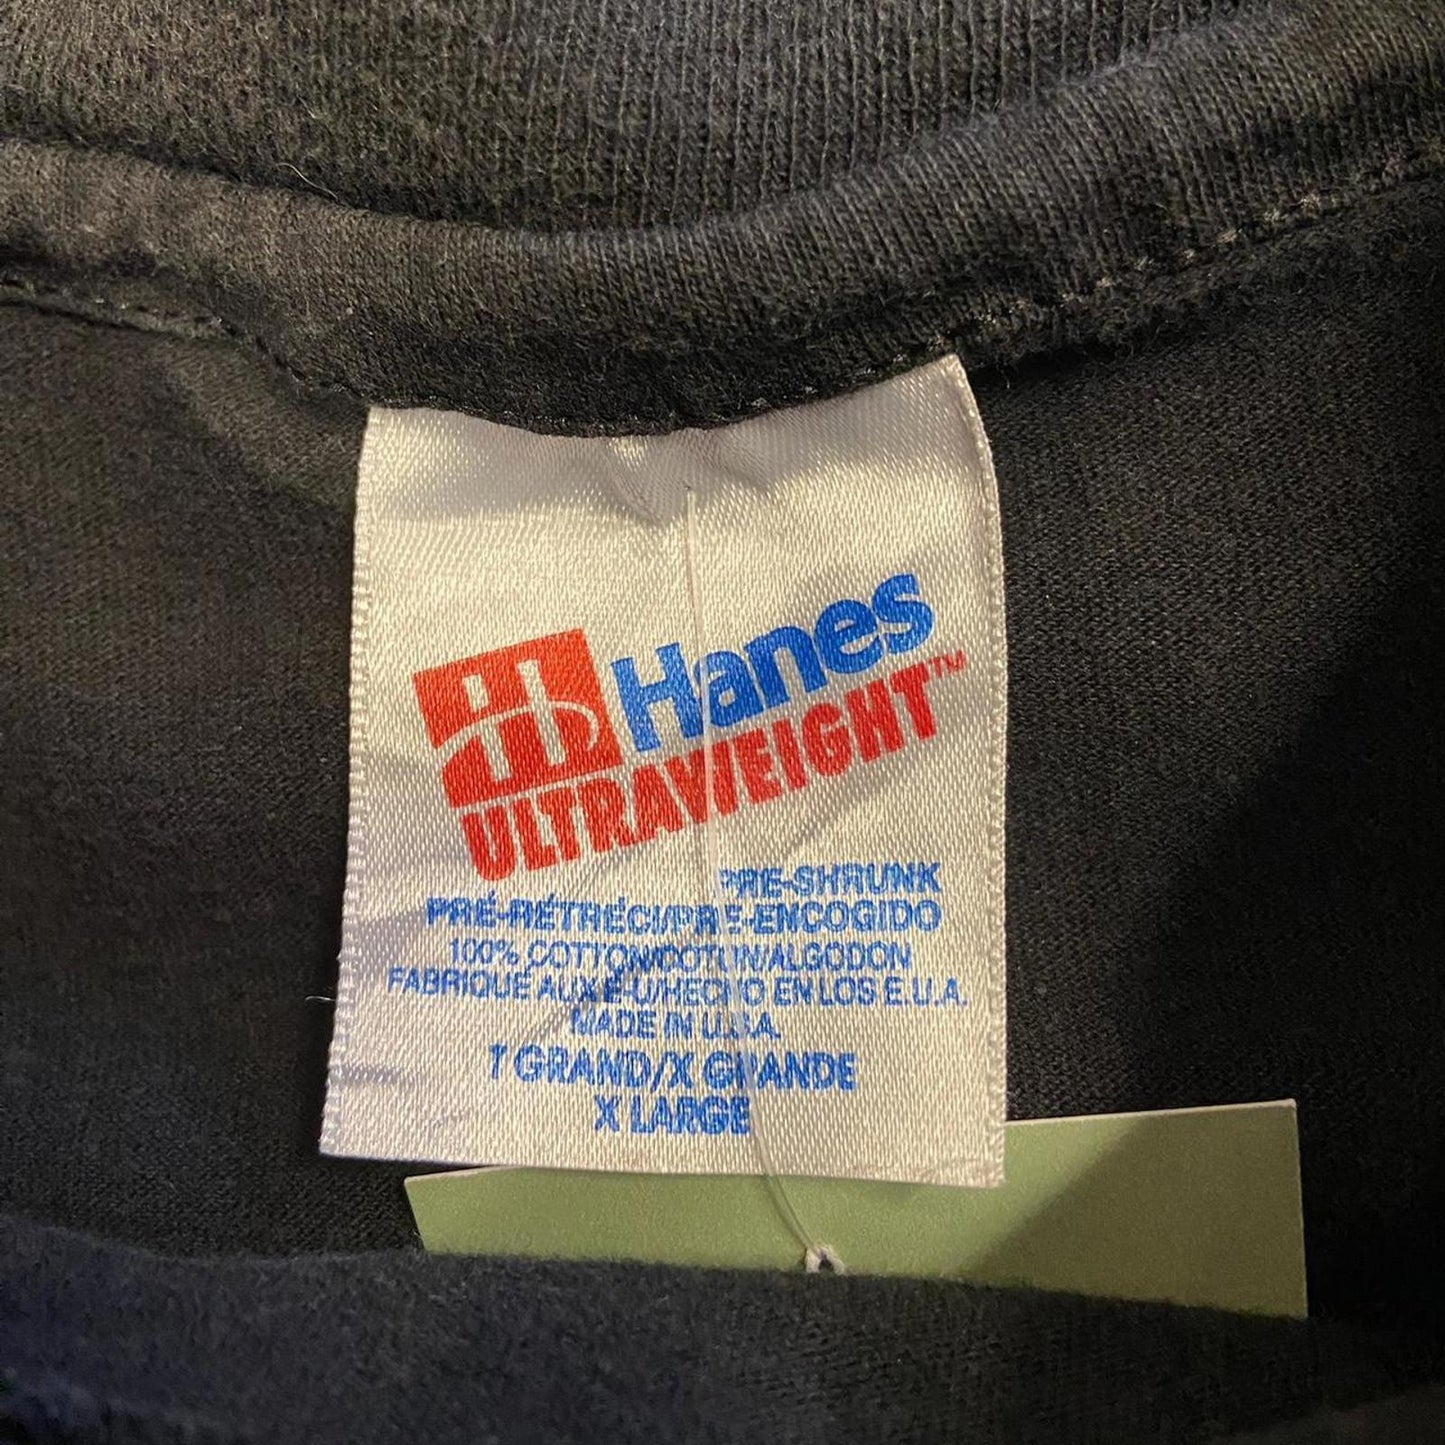 Hanes
ULTRAWEIGHT™
PRE-SHRUNK
PRÉ-RÉTRÉCI/PRE-ENCOGIDO
100% COTTON/COTON/ALGODON
FABRIQUÉ AUX É-U/HECHO EN LOS E.U.A.
MADE IN U.S.A.
T GRAND/X GRANDE
X LARGE